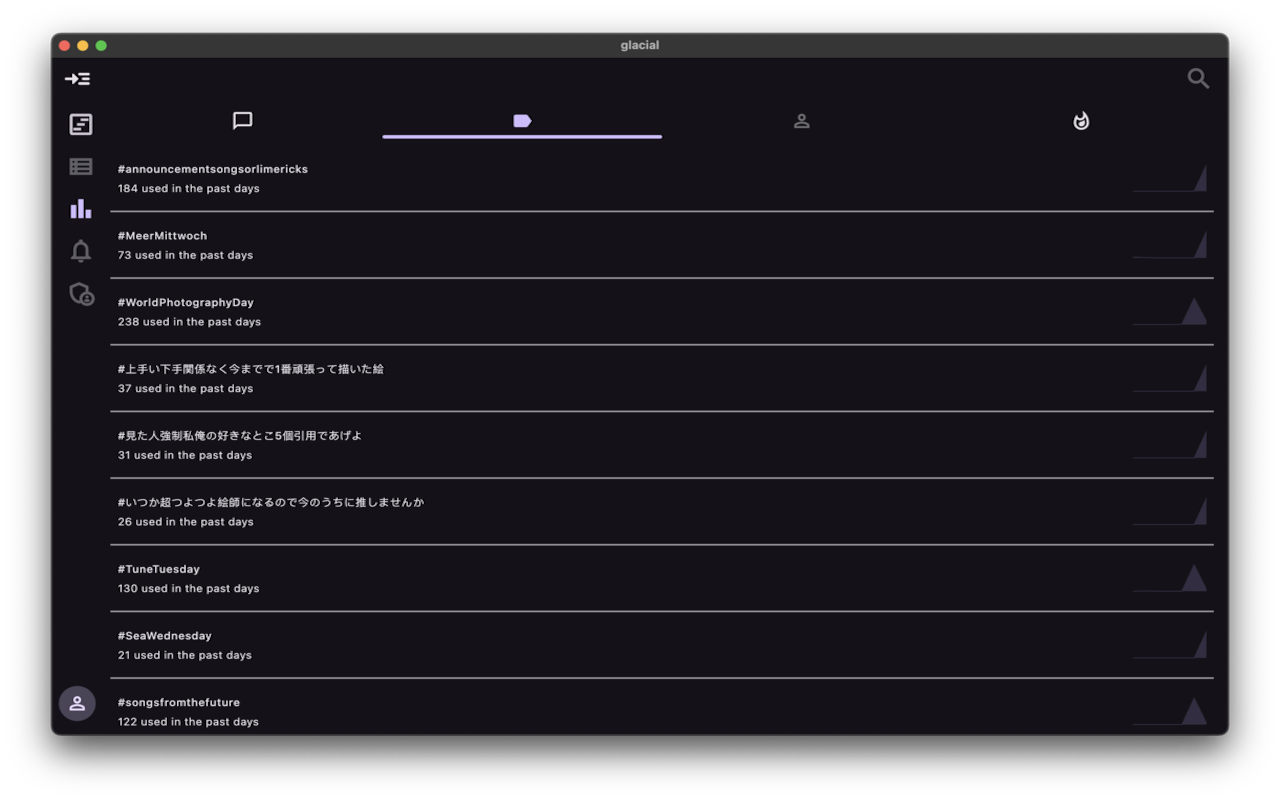 glacial
#announcementsongsorlimericks
184 used in the past days
#MeerMittwoch
73 used in the past days
#WorldPhotographyDay
238 used in the past days
#上手い下手関係なく今までで1番頑張って描いた絵
37 used in the past days
#見た人強制私俺の好きなとこ5個引用であげよ
31 used in the past days
#いつか超つよつよ絵師になるので今のうちに推しませんか
26 used in the past days
#TuneTuesday
130 used in the past days
#SeaWednesday
21 used in the past days
#songsfromthefuture
122 used in the past days